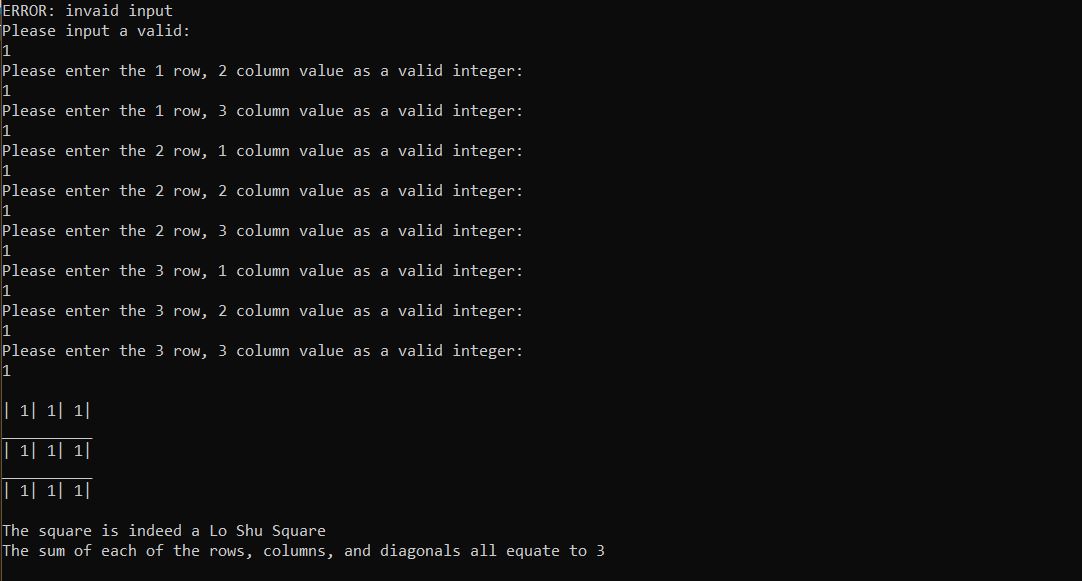 ERROR: invaid input
Please input a valid:
1
Please enter the 1 row, 2 column value as a valid integer:
1
Please enter the 1 row, 3 column value as a valid integer:
1
Please enter the 2 row, 1 column value as a valid integer:
1
Please enter the 2 row, 2 column value as a valid integer:
1
Please enter the 2 row, 3 column value as a valid integer:
1
Please enter the 3 row, 1 column value as a valid integer:
1
Please enter the 3 row, 2 column value as a valid integer:
1
Please enter the 3 row, 3 column value as a valid integer:
1
| 1| 1| 1|
__________
| 1| 1| 1|
__________
| 1| 1| 1|
The square is indeed a Lo Shu Square
The sum of each of the rows, columns, and diagonals all equate to 3